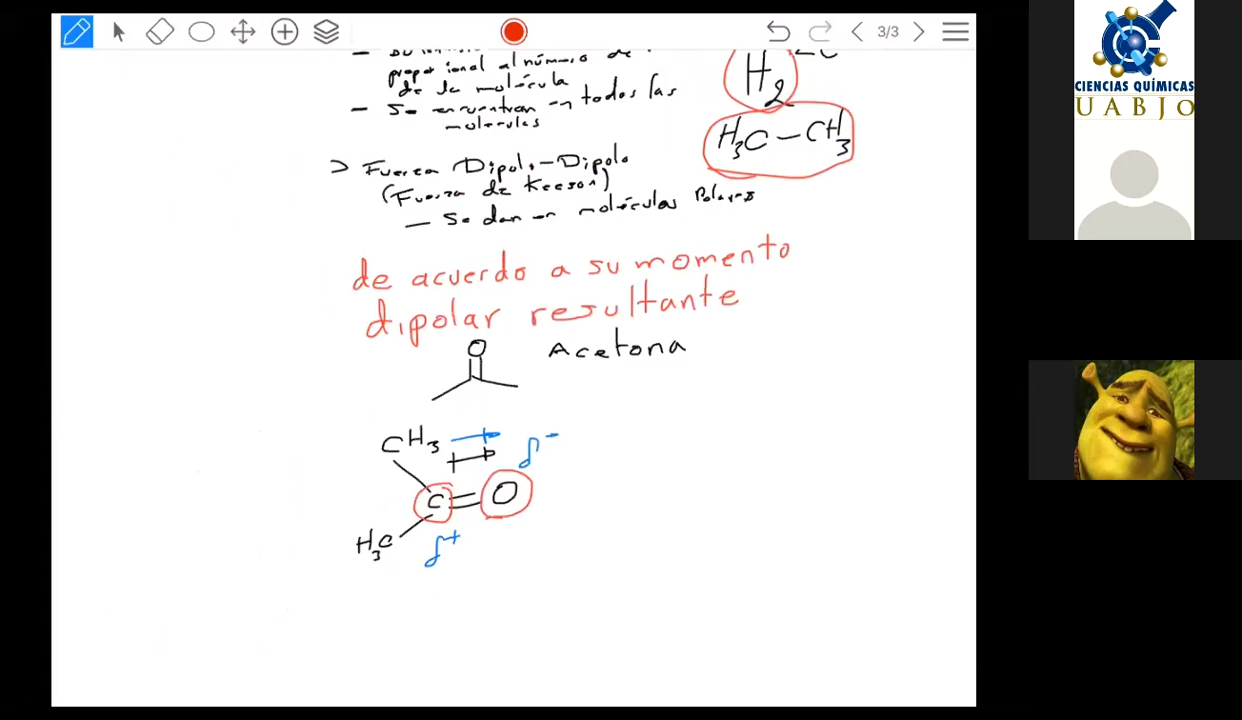 3/3
proporcional al número de
de la molécula
- Se encuentran en todas las
moléculas
H2
H3C - CH3
> Fuerza Dipolo-Dipolo
(Fuerza de Keeson)
- Se dan en moléculas Polares
de acuerdo a su momento
dipolar resultante
O
Acetona
CH3
δ-
C=O
H3C
δ+
CIENCIAS QUÍMICAS
UABJO